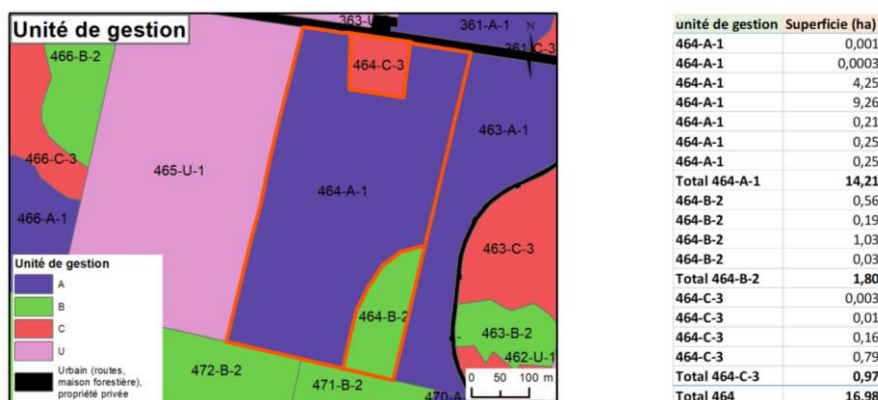 Unité de gestion
363-U
361-A-1
N
361-C-3
466-B-2
464-C-3
463-A-1
466-C-3
465-U-1
464-A-1
466-A-1
463-C-3
Unité de gestion
A
B
C
U
Urbain (routes,
maison forestière),
propriété privée
464-B-2
463-B-2
462-U-1
472-B-2
471-B-2
470-A
0 50 100 m
unité de gestion Superficie (ha)
464-A-1 0,001
464-A-1 0,0003
464-A-1 4,25
464-A-1 9,26
464-A-1 0,21
464-A-1 0,25
464-A-1 0,25
Total 464-A-1 14,21
464-B-2 0,56
464-B-2 0,19
464-B-2 1,03
464-B-2 0,03
Total 464-B-2 1,80
464-C-3 0,003
464-C-3 0,01
464-C-3 0,16
464-C-3 0,79
Total 464-C-3 0,97
Total 464 16,98